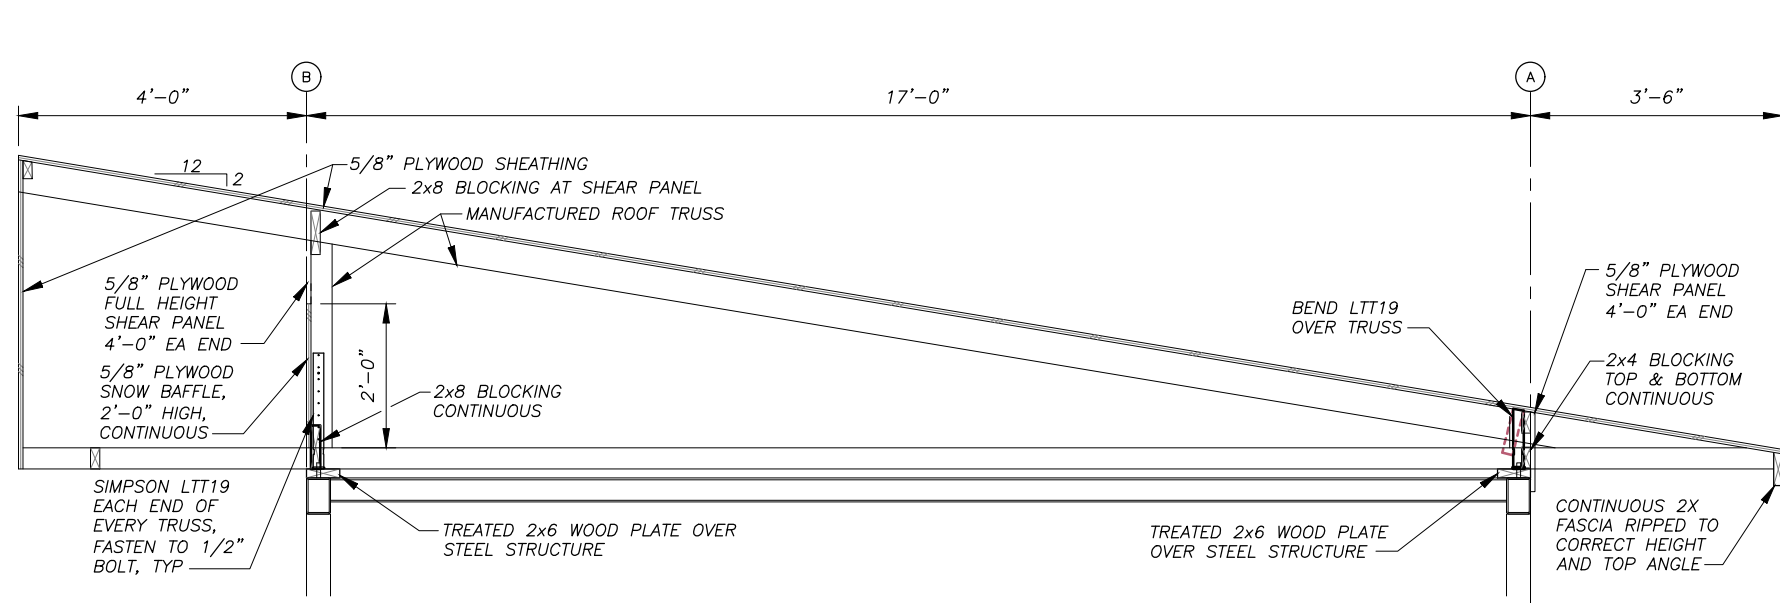 B
A
4'-0"
17'-0"
3'-6"
12
2
5/8" PLYWOOD SHEATHING
2x8 BLOCKING AT SHEAR PANEL
MANUFACTURED ROOF TRUSS
5/8" PLYWOOD
FULL HEIGHT
SHEAR PANEL
4'-0" EA END
5/8" PLYWOOD
SNOW BAFFLE,
2'-0" HIGH,
CONTINUOUS
2'-0"
2x8 BLOCKING
CONTINUOUS
BEND LTT19
OVER TRUSS
5/8" PLYWOOD
SHEAR PANEL
4'-0" EA END
2x4 BLOCKING
TOP & BOTTOM
CONTINUOUS
SIMPSON LTT19
EACH END OF
EVERY TRUSS,
FASTEN TO 1/2"
BOLT, TYP
TREATED 2x6 WOOD PLATE OVER
STEEL STRUCTURE
TREATED 2x6 WOOD PLATE
OVER STEEL STRUCTURE
CONTINUOUS 2X
FASCIA RIPPED TO
CORRECT HEIGHT
AND TOP ANGLE